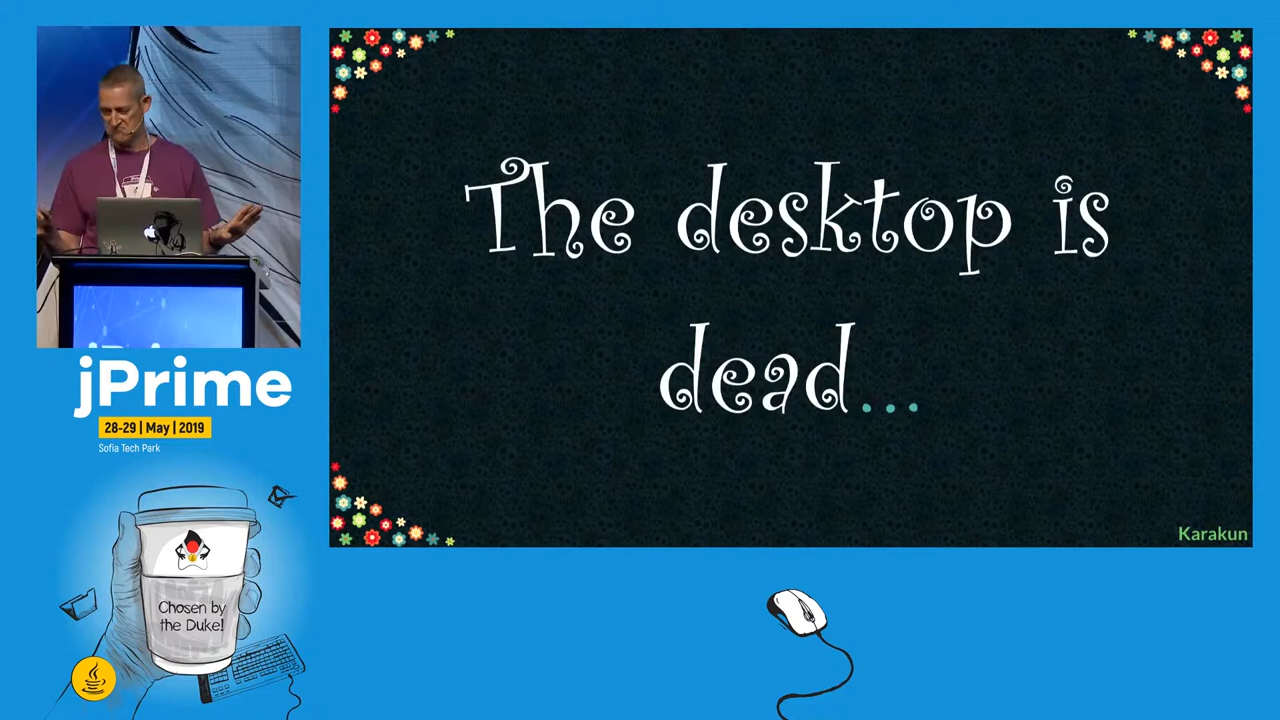 The desktop is
dead...
Karakun
jPrime
28-29 | May | 2019
Sofia Tech Park
Chosen by
the Duke!